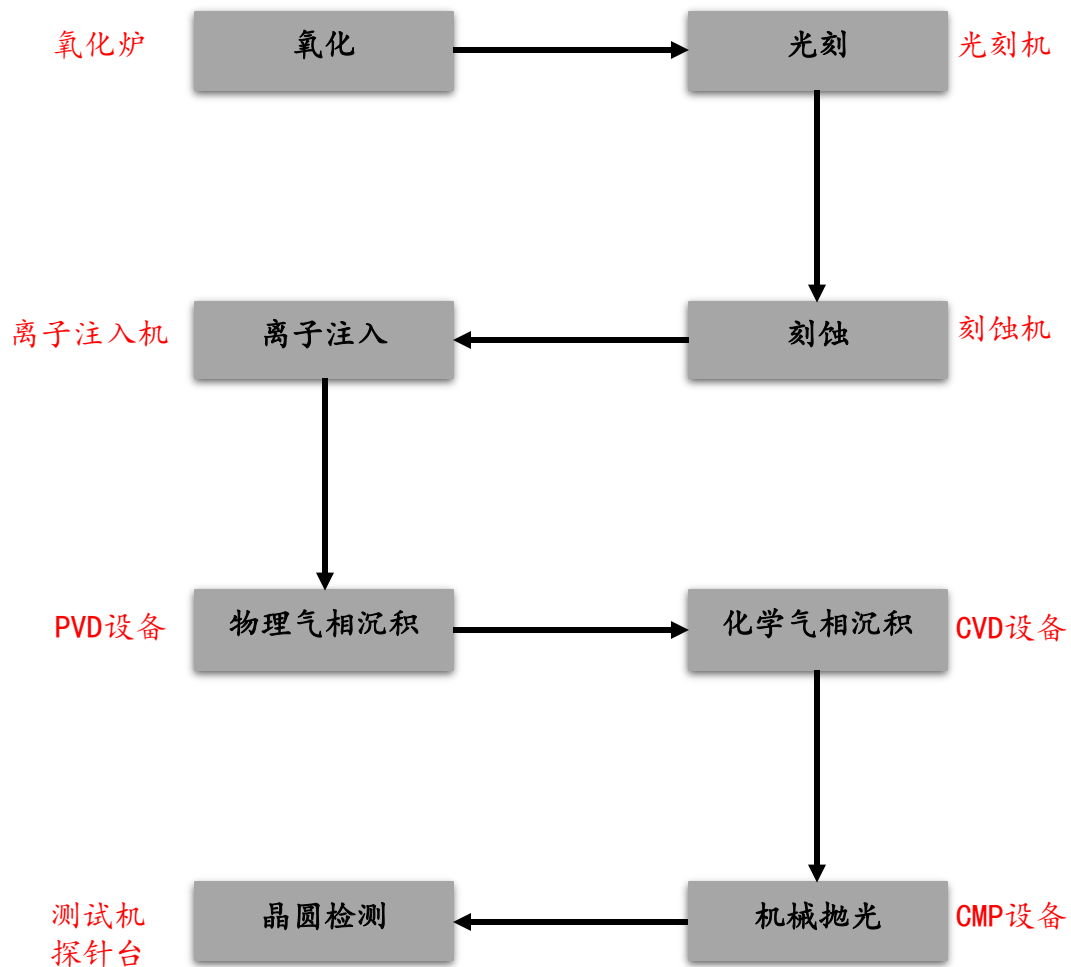 氧化炉
氧化
光刻
光刻机
离子注入机
离子注入
刻蚀
刻蚀机
PVD设备
物理气相沉积
化学气相沉积
CVD设备
测试机
探针台
晶圆检测
机械抛光
CMP设备